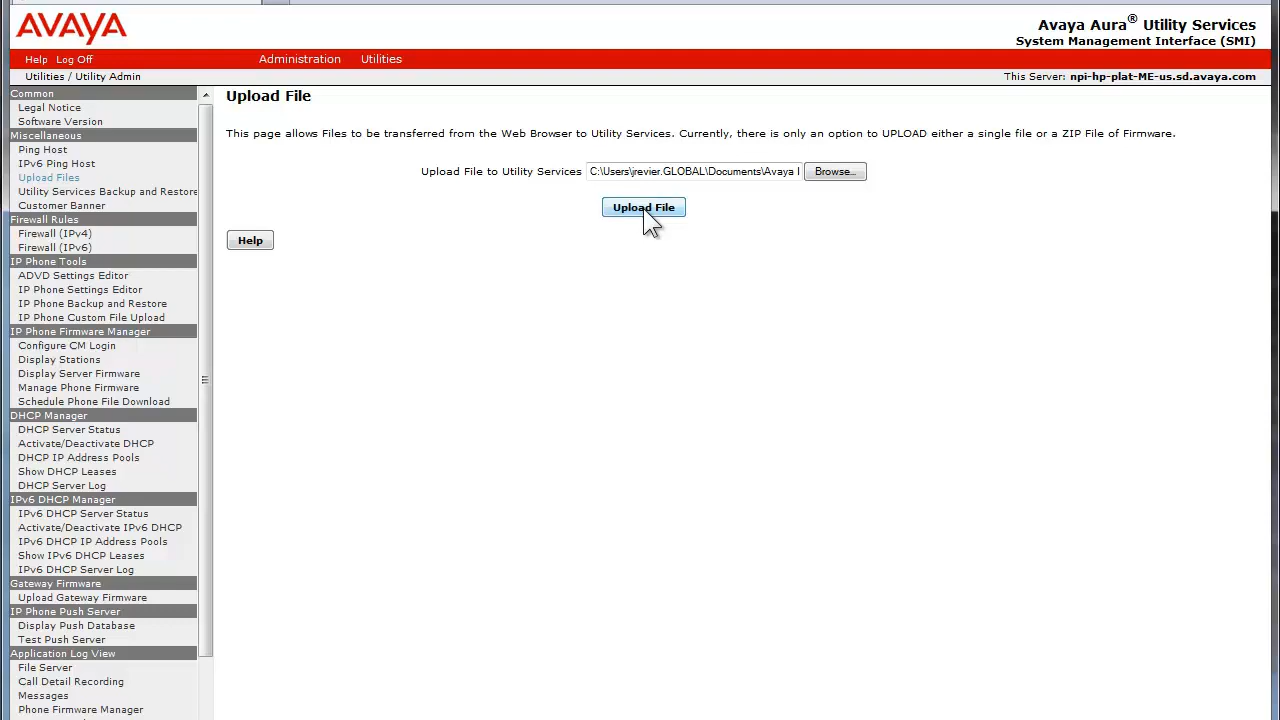 AVAYA
Avaya Aura® Utility Services
System Management Interface (SMI)
Help Log Off Administration Utilities
Utilities / Utility Admin
This Server: npi-hp-plat-ME-us.sd.avaya.com
Common
Legal Notice
Software Version
Miscellaneous
Ping Host
IPv6 Ping Host
Upload Files
Utility Services Backup and Restore
Customer Banner
Firewall Rules
Firewall (IPv4)
Firewall (IPv6)
IP Phone Tools
ADVD Settings Editor
IP Phone Settings Editor
IP Phone Backup and Restore
IP Phone Custom File Upload
IP Phone Firmware Manager
Configure CM Login
Display Stations
Display Server Firmware
Manage Phone Firmware
Schedule Phone File Download
DHCP Manager
DHCP Server Status
Activate/Deactivate DHCP
DHCP IP Address Pools
Show DHCP Leases
DHCP Server Log
IPv6 DHCP Manager
IPv6 DHCP Server Status
Activate/Deactivate IPv6 DHCP
IPv6 DHCP IP Address Pools
Show IPv6 DHCP Leases
IPv6 DHCP Server Log
Gateway Firmware
Upload Gateway Firmware
IP Phone Push Server
Display Push Database
Test Push Server
Application Log View
File Server
Call Detail Recording
Messages
Phone Firmware Manager
Upload File
This page allows Files to be transferred from the Web Browser to Utility Services. Currently, there is only an option to UPLOAD either a single file or a ZIP File of Firmware.
Upload File to Utility Services C:\Users\jrevier.GLOBAL\Documents\Avaya Browse...
Upload File
Help